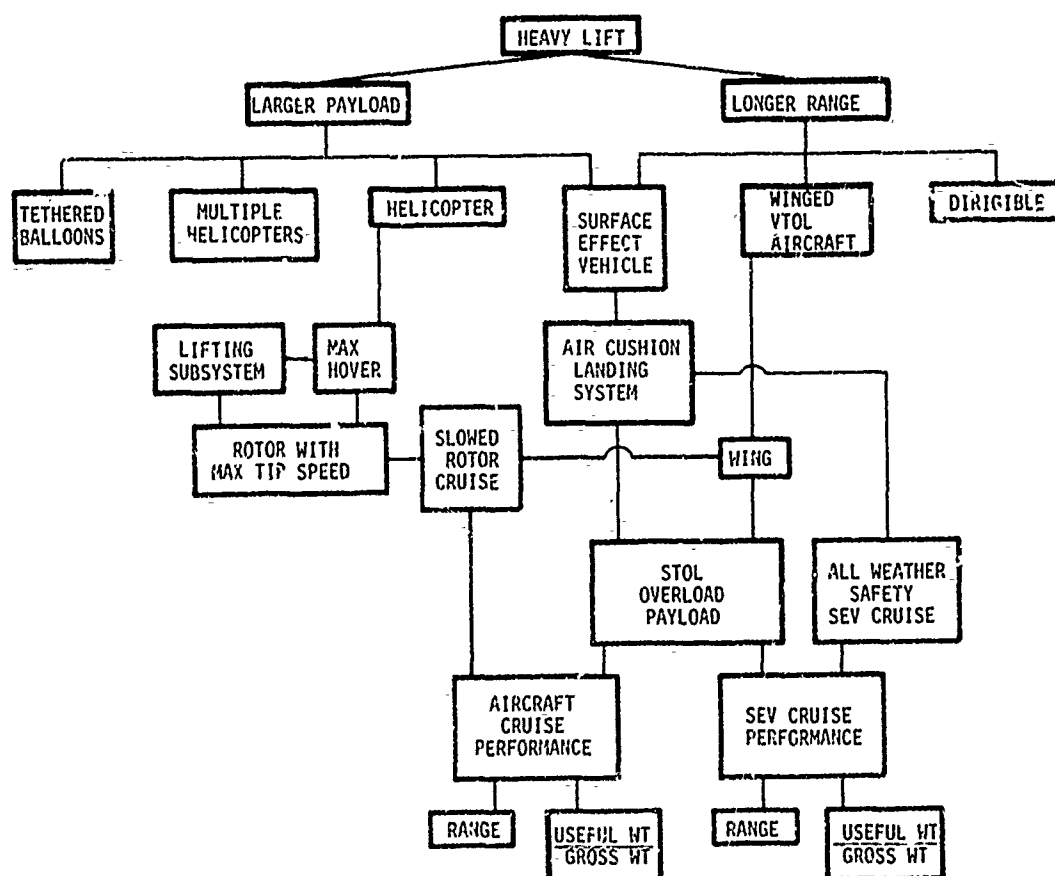 HEAVY LIFT
LARGER PAYLOAD
LONGER RANGE
TETHERED
BALLOONS
MULTIPLE
HELICOPTERS
HELICOPTER
SURFACE
EFFECT
VEHICLE
WINGED
VTOL
AIRCRAFT
DIRIGIBLE
LIFTING
SUBSYSTEM
MAX
HOVER
AIR CUSHION
LANDING
SYSTEM
ROTOR WITH
MAX TIP SPEED
SLOWED
ROTOR
CRUISE
WING
STOL
OVERLOAD
PAYLOAD
ALL WEATHER
SAFETY
SEV CRUISE
AIRCRAFT
CRUISE
PERFORMANCE
SEV CRUISE
PERFORMANCE
RANGE
USEFUL WT
GROSS WT
RANGE
USEFUL WT
GROSS WT